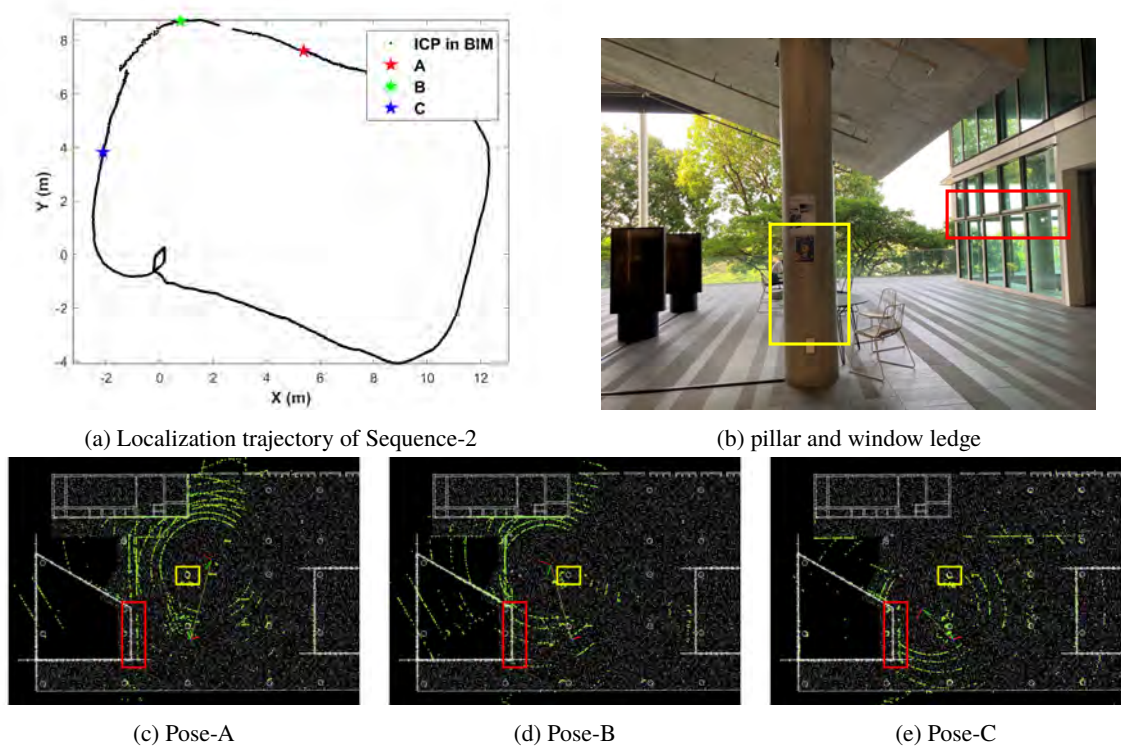 8
6
4
2
0
-2
-4
Y (m)
-2 0 2 4 6 8 10 12
X (m)
ICP in BIM
A
B
C
(a) Localization trajectory of Sequence-2
(b) pillar and window ledge
(c) Pose-A
(d) Pose-B
(e) Pose-C